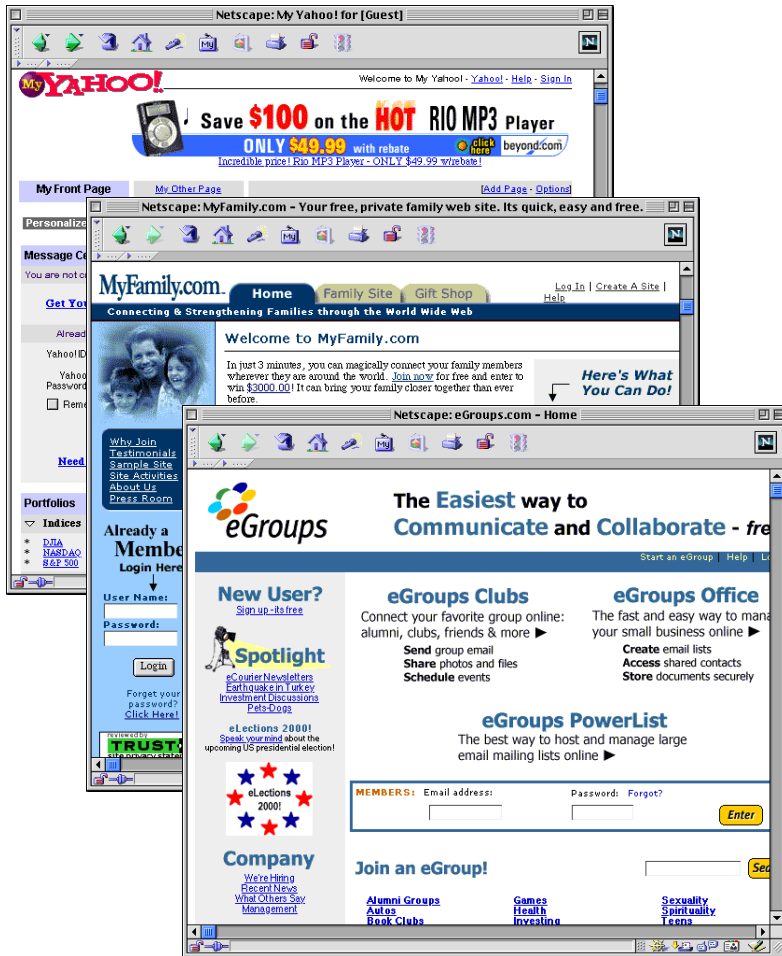 Netscape: My Yahoo! for [Guest]
My
N
My YAHOO!
Welcome to My Yahoo! - Yahoo! - Help - Sign In
Save $100 on the HOT RIO MP3 Player
ONLY $49.99 with rebate click here beyond.com
Incredible price! Rio MP3 Player - ONLY $49.99 w/rebate!
My Front Page My Other Page [Add Page - Options]
Personalize
Message Ce
You are not c
Get You
Alread
Yahoo! ID
Yahoo
Password
Reme
Need
Portfolios
Indices
* DJIA
* NASDAQ
* S&P 500
Netscape: MyFamily.com - Your free, private family web site. Its quick, easy and free.
My
N
MyFamily.com
Home Family Site Gift Shop
Log In | Create A Site |
Help
Connecting & Strengthening Families through the World Wide Web
Welcome to MyFamily.com
In just 3 minutes, you can magically connect your family members
wherever they are around the world. Join now for free and enter to
win $3000.00! It can bring your family closer together than ever
before.
Here's What
You Can Do!
Why Join
Testimonials
Sample Site
Site Activities
About Us
Press Room
Already a
Membe
Login Here
User Name:
Password:
Login
Forget your
password?
Click Here!
reviewed by
TRUST
site privacy statem
Netscape: eGroups.com - Home
My
N
eGroups
The Easiest way to
Communicate and Collaborate - fre
Start an eGroup | Help | Lo
New User?
Sign up - its free
Spotlight
eCourier Newsletters
Earthquake in Turkey
Investment Discussions
Pets-Dogs
eLections 2000!
Speak your mind about the
upcoming US presidential election!
eLections
2000!
Company
We're Hiring
Recent News
What Others Say
Management
eGroups Clubs
Connect your favorite group online:
alumni, clubs, friends & more ▶
Send group email
Share photos and files
Schedule events
eGroups Office
The fast and easy way to mana
your small business online ▶
Create email lists
Access shared contacts
Store documents securely
eGroups PowerList
The best way to host and manage large
email mailing lists online ▶
MEMBERS: Email address: Password: Forgot?
Enter
Join an eGroup!
Sea
Alumni Groups Games Sexuality
Autos Health Spirituality
Book Clubs Investing Teens